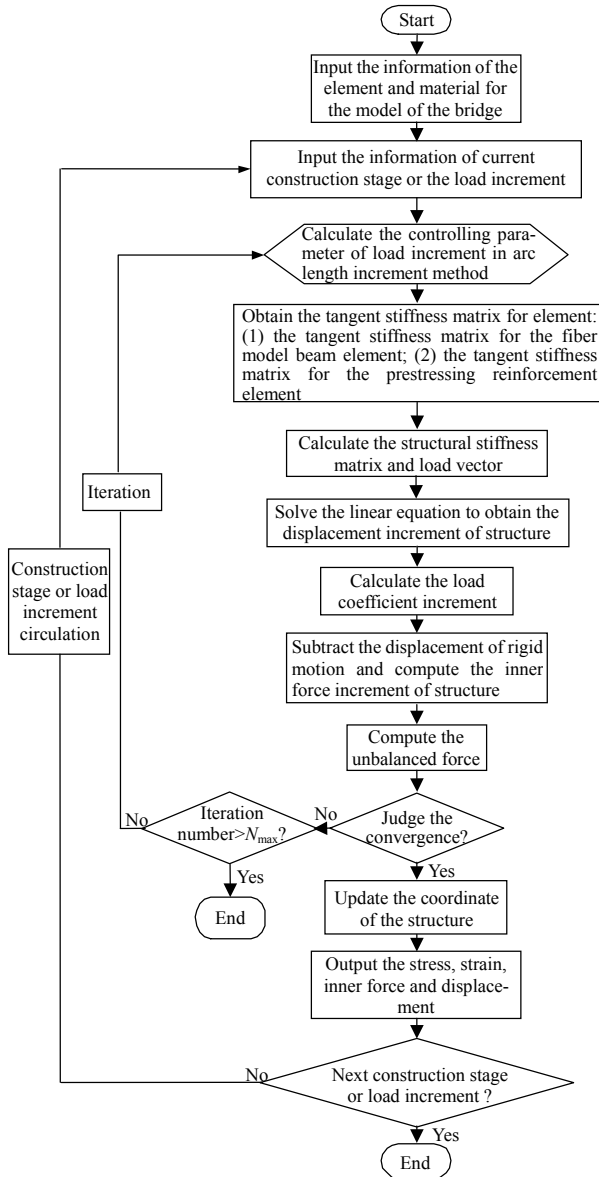 Start
Input the information of the
element and material for
the model of the bridge
Input the information of current
construction stage or the load increment
Calculate the controlling para-
meter of load increment in arc
length increment method
Obtain the tangent stiffness matrix for element:
(1) the tangent stiffness matrix for the fiber
model beam element; (2) the tangent stiffness
matrix for the prestressing reinforcement
element
Calculate the structural stiffness
matrix and load vector
Iteration
Solve the linear equation to obtain the
displacement increment of structure
Construction
stage or load
increment
circulation
Calculate the load
coefficient increment
Subtract the displacement of rigid
motion and compute the inner
force increment of structure
Compute the
unbalanced force
No
Iteration
number>Nmax?
No
Judge the
convergence?
Yes
End
Yes
Update the coordinate
of the structure
Output the stress, strain,
inner force and displace-
ment
No
Next construction stage
or load increment ?
Yes
End